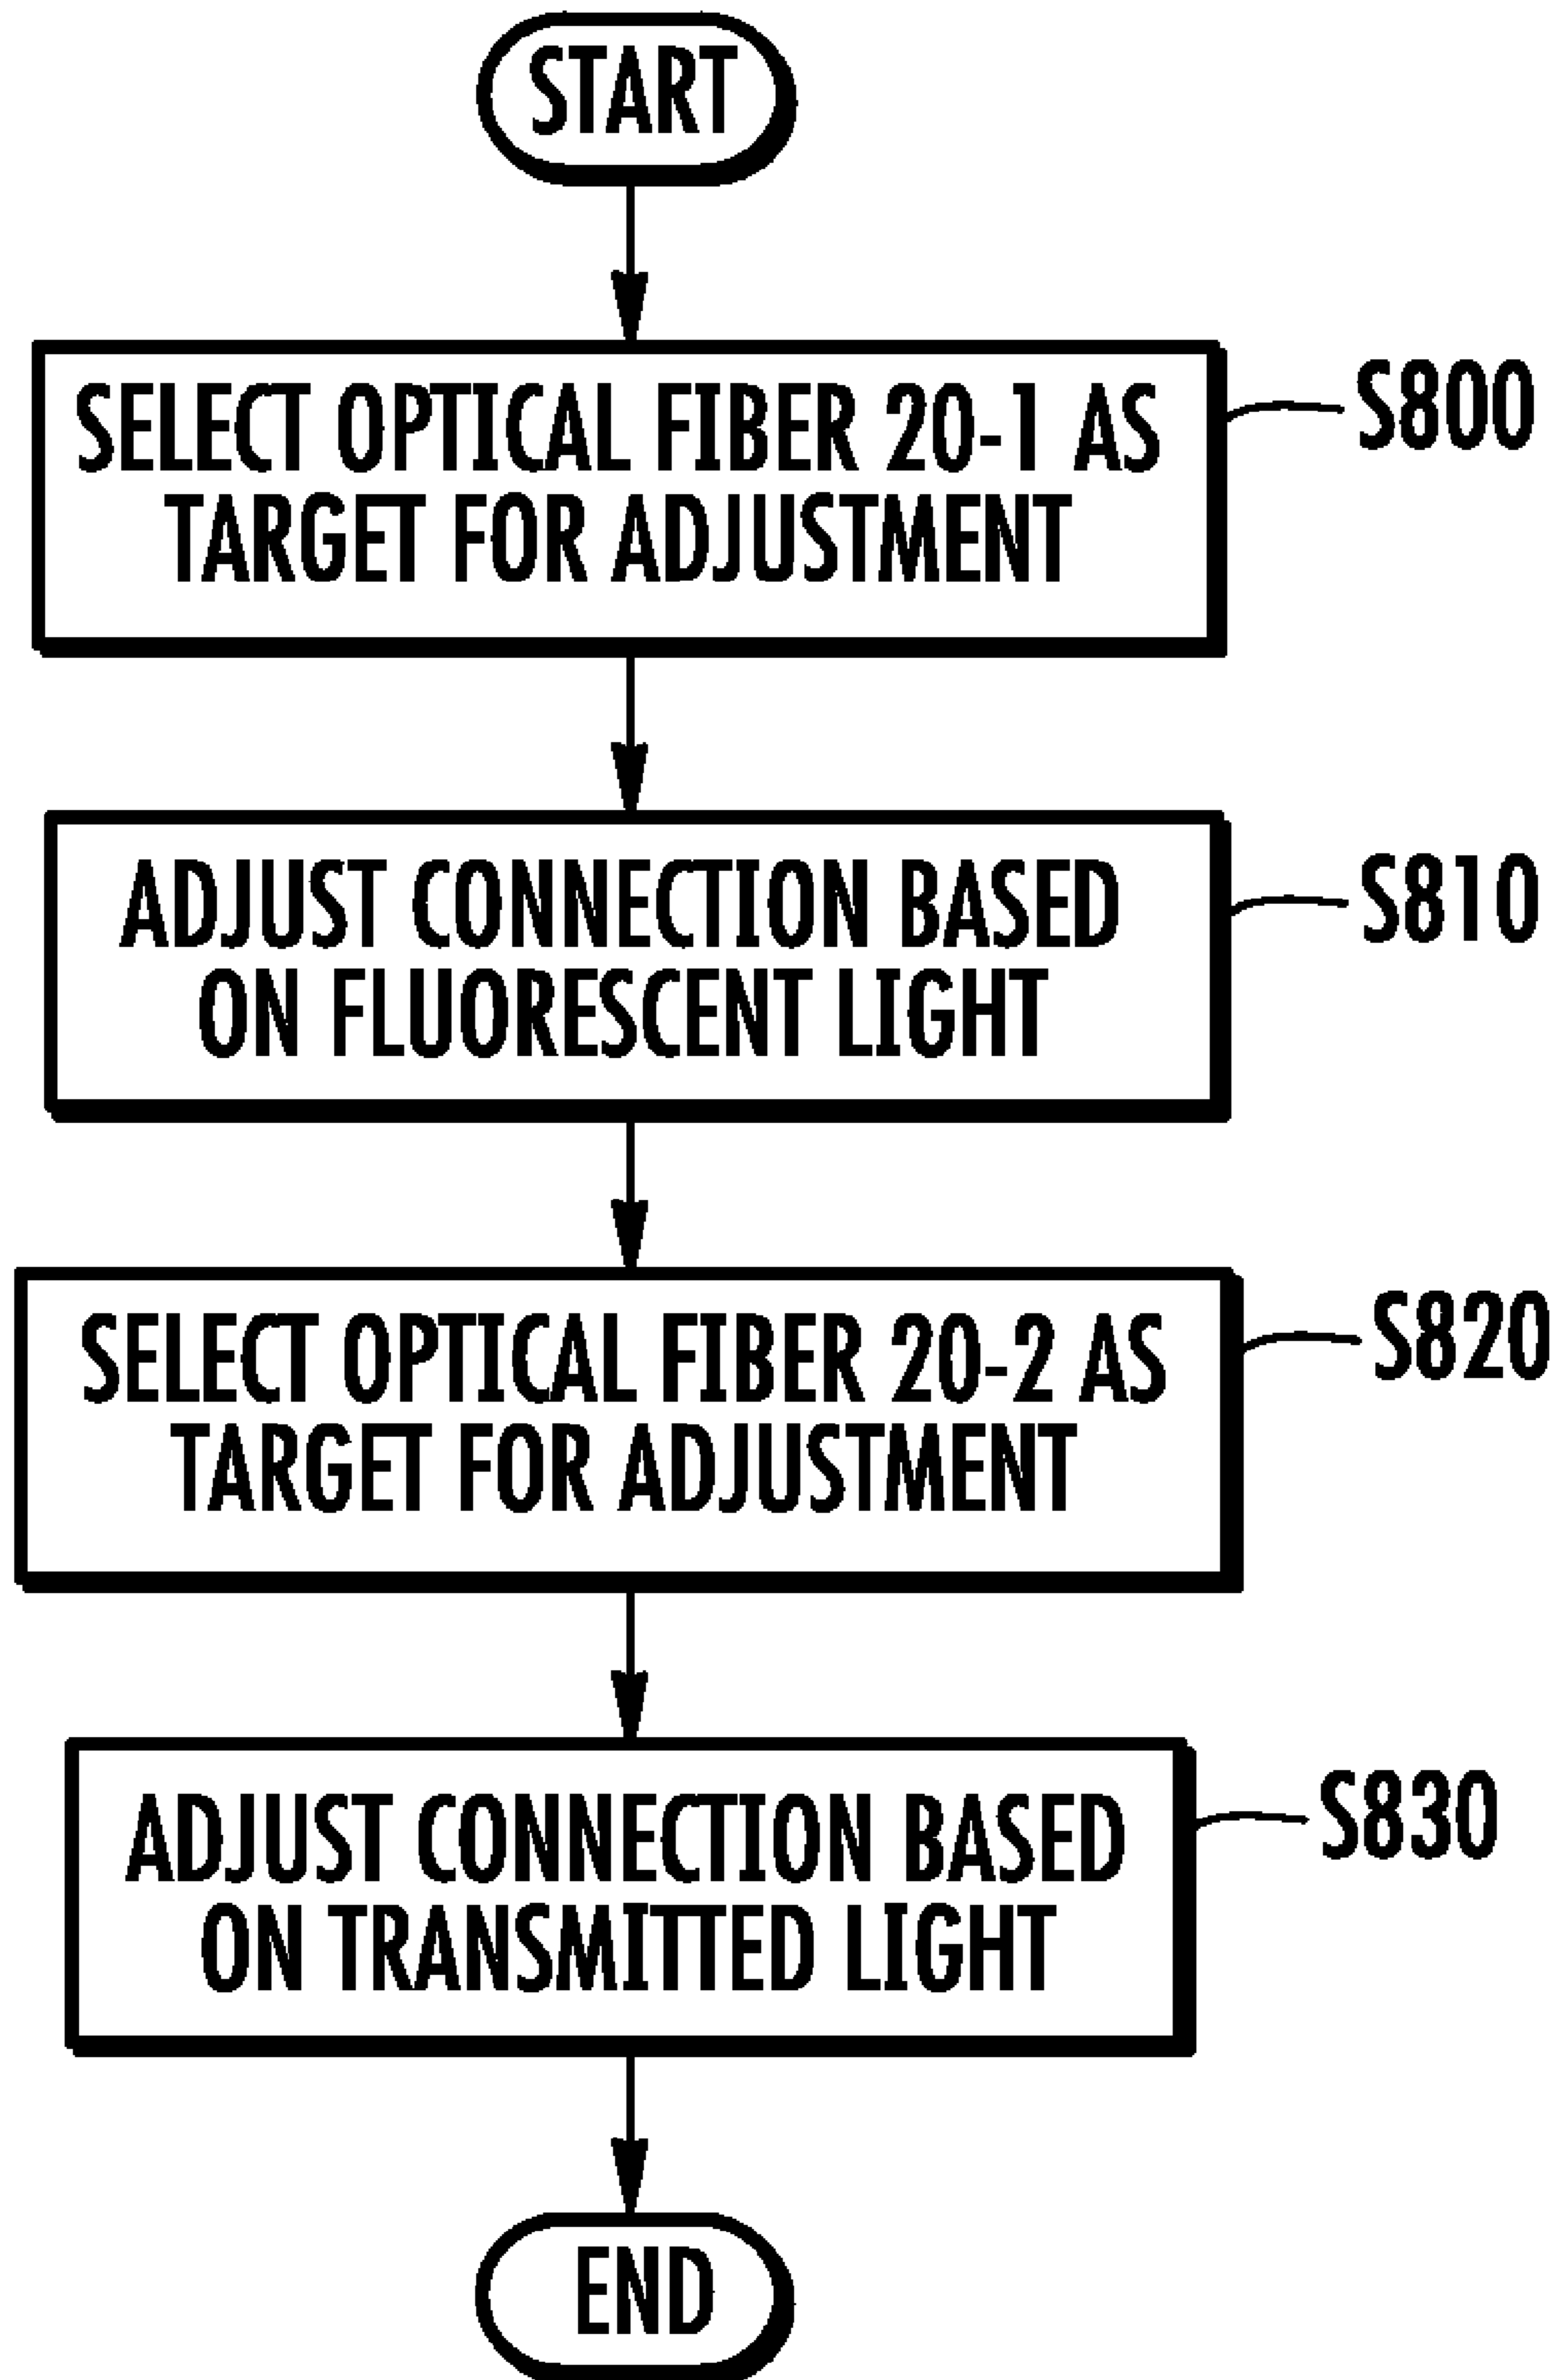 START
SELECT OPTICAL FIBER 20-1 AS
TARGET FOR ADJUSTMENT
S800
ADJUST CONNECTION BASED
ON FLUORESCENT LIGHT
S810
SELECT OPTICAL FIBER 20-2 AS
TARGET FOR ADJUSTMENT
S820
ADJUST CONNECTION BASED
ON TRANSMITTED LIGHT
S830
END